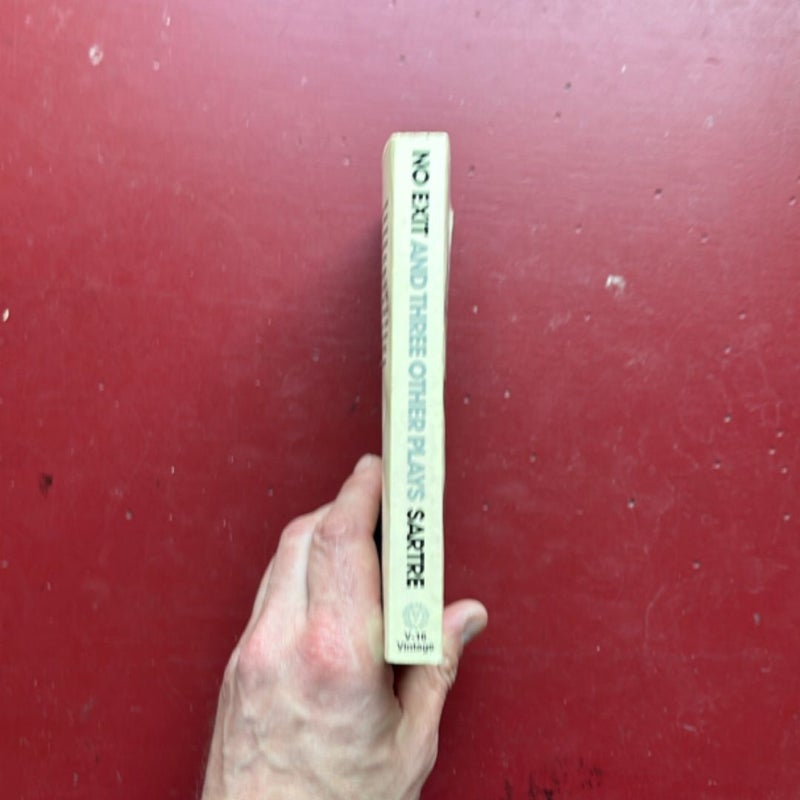 NO EXIT AND THREE OTHER PLAYS SARTRE
V-16
Vintage